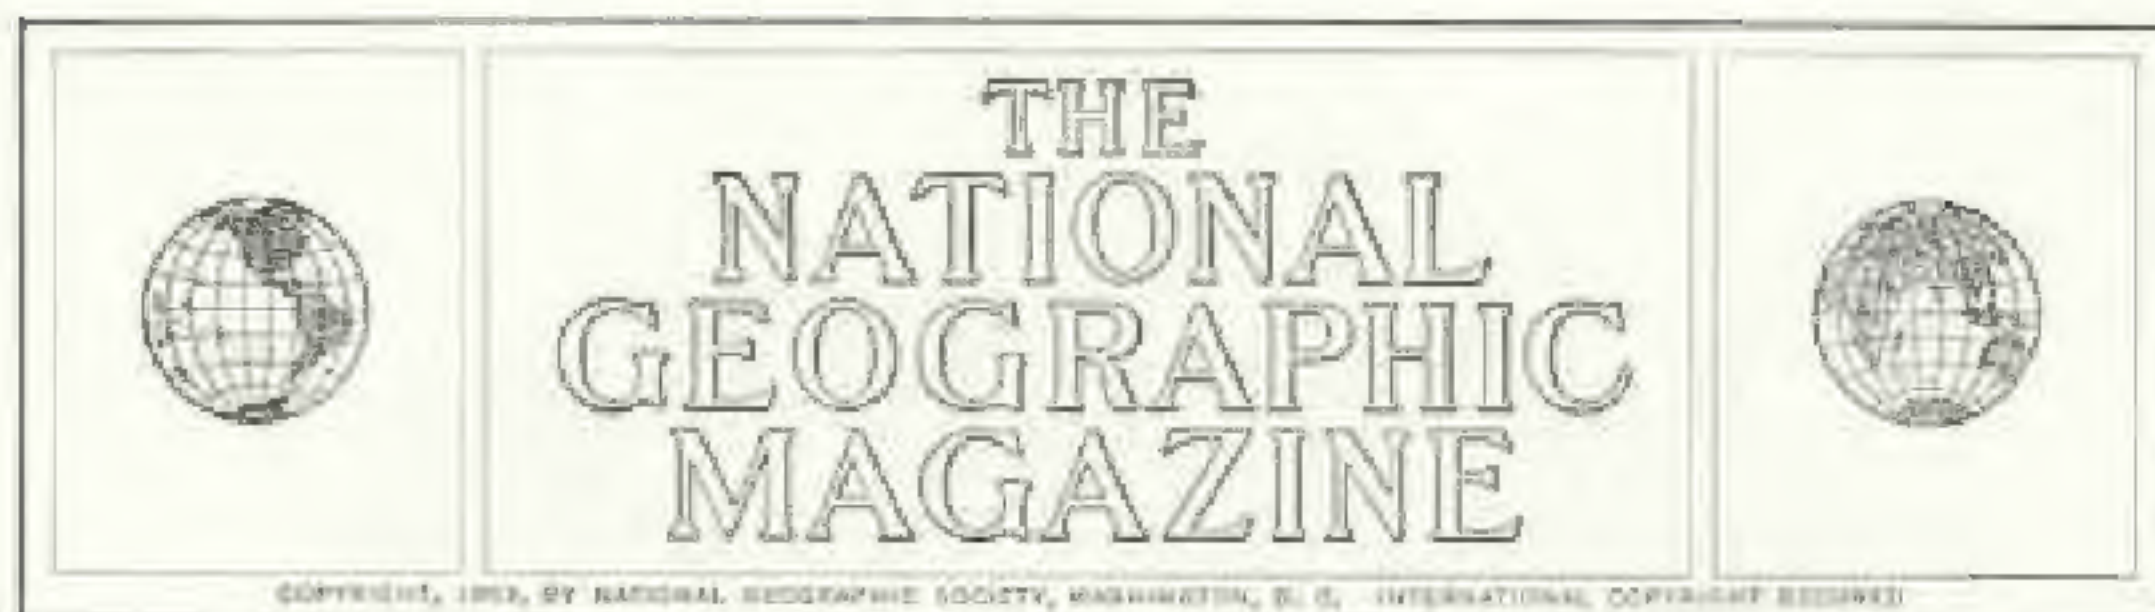 THE
NATIONAL
GEOGRAPHIC
MAGAZINE
COPYRIGHT, BY NATIONAL GEOGRAPHIC SOCIETY, WASHINGTON, D. C. INTERNATIONAL COPYRIGHT SECURED